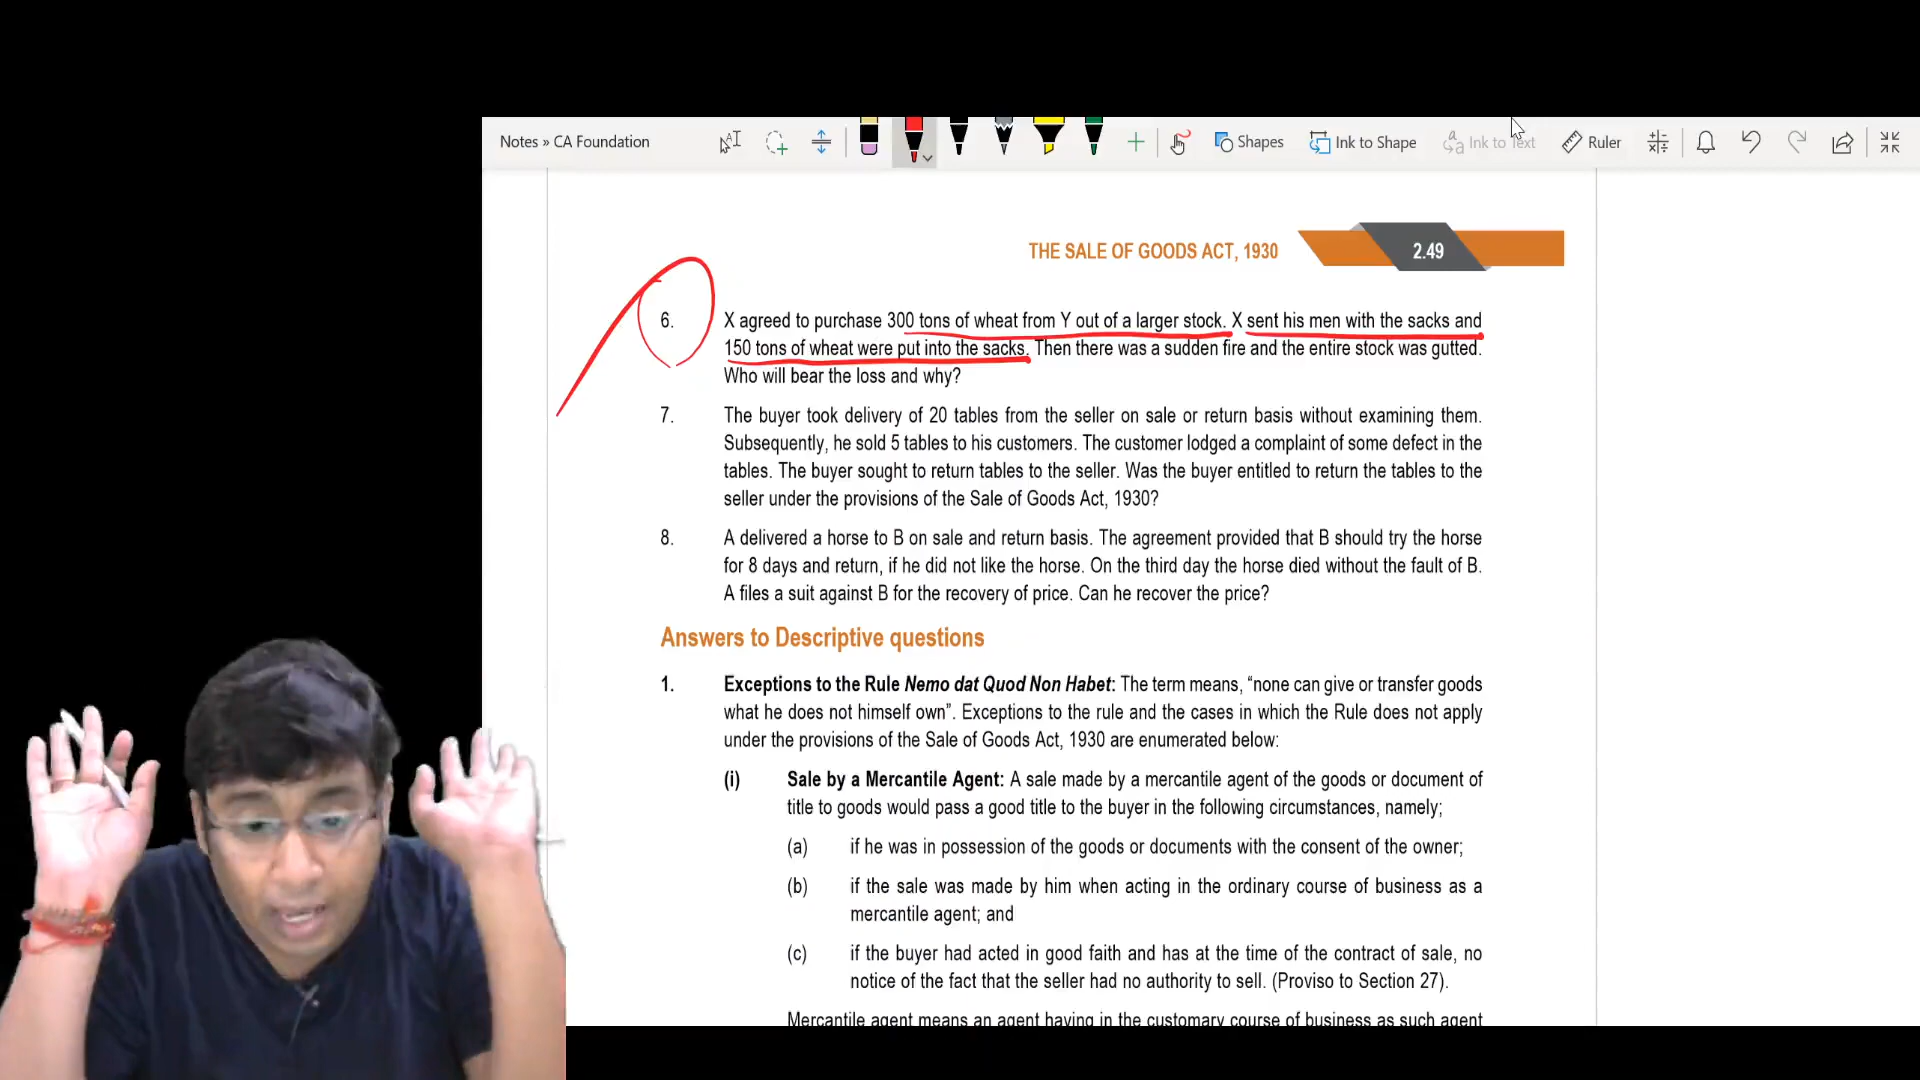 Notes » CA Foundation
Shapes
Ink to Shape
Ink to Text
Ruler
THE SALE OF GOODS ACT, 1930
2.49
6. X agreed to purchase 300 tons of wheat from Y out of a larger stock. X sent his men with the sacks and
150 tons of wheat were put into the sacks. Then there was a sudden fire and the entire stock was gutted.
Who will bear the loss and why?
7. The buyer took delivery of 20 tables from the seller on sale or return basis without examining them.
Subsequently, he sold 5 tables to his customers. The customer lodged a complaint of some defect in the
tables. The buyer sought to return tables to the seller. Was the buyer entitled to return the tables to the
seller under the provisions of the Sale of Goods Act, 1930?
8. A delivered a horse to B on sale and return basis. The agreement provided that B should try the horse
for 8 days and return, if he did not like the horse. On the third day the horse died without the fault of B.
A files a suit against B for the recovery of price. Can he recover the price?
Answers to Descriptive questions
1. Exceptions to the Rule Nemo dat Quod Non Habet: The term means, “none can give or transfer goods
what he does not himself own”. Exceptions to the rule and the cases in which the Rule does not apply
under the provisions of the Sale of Goods Act, 1930 are enumerated below:
(i) Sale by a Mercantile Agent: A sale made by a mercantile agent of the goods or document of
title to goods would pass a good title to the buyer in the following circumstances, namely;
(a) if he was in possession of the goods or documents with the consent of the owner;
(b) if the sale was made by him when acting in the ordinary course of business as a
mercantile agent; and
(c) if the buyer had acted in good faith and has at the time of the contract of sale, no
notice of the fact that the seller had no authority to sell. (Proviso to Section 27).
Mercantile agent means an agent having in the customary course of business as such agent